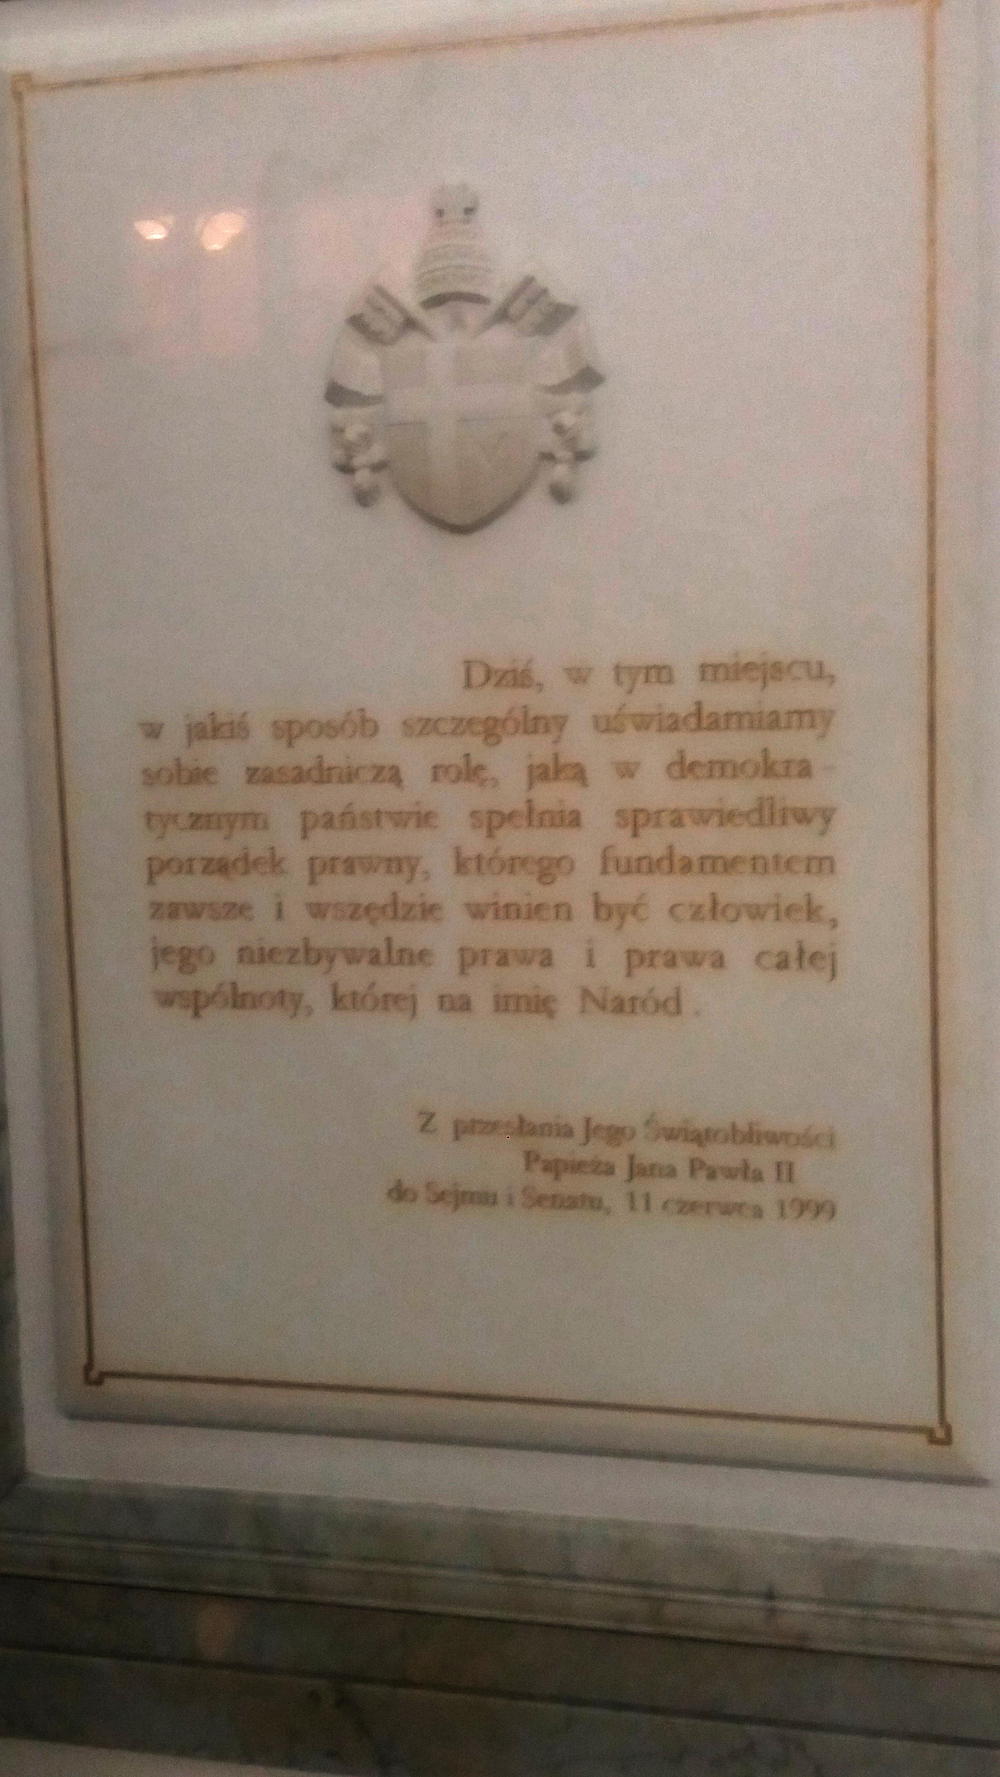 Dziś, w tym miejscu,
w jakiś sposób szczególny uświadamiamy
sobie zasadniczą rolę, jaką w demokra-
tycznym państwie spełnia sprawiedliwy
porządek prawny, którego fundamentem
zawsze i wszędzie winien być człowiek,
jego niezbywalne prawa i prawa całej
wspólnoty, której na imię Naród.
Z przesłania Jego Świątobliwości
Papieża Jana Pawła II
do Sejmu i Senatu, 11 czerwca 1999